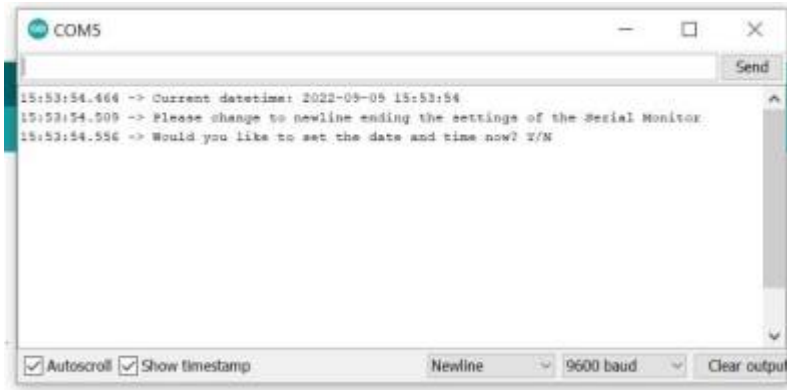 COM5
Send
15:53:54.464 -> Current datetime: 2022-09-09 15:53:54
15:53:54.509 -> Please change to newline ending the settings of the Serial Monitor
15:53:54.556 -> Would you like to set the date and time now? Y/N
Autoscroll Show timestamp Newline 9600 baud Clear output